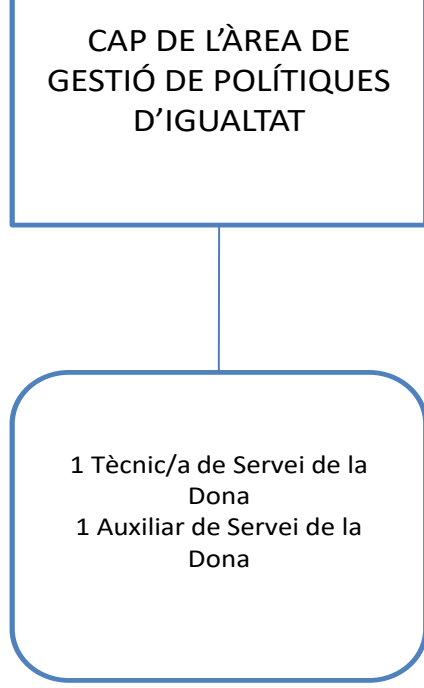 CAP DE L’ÀREA DE
GESTIÓ DE POLÍTIQUES
D’IGUALTAT
1 Tècnic/a de Servei de la
Dona
1 Auxiliar de Servei de la
Dona